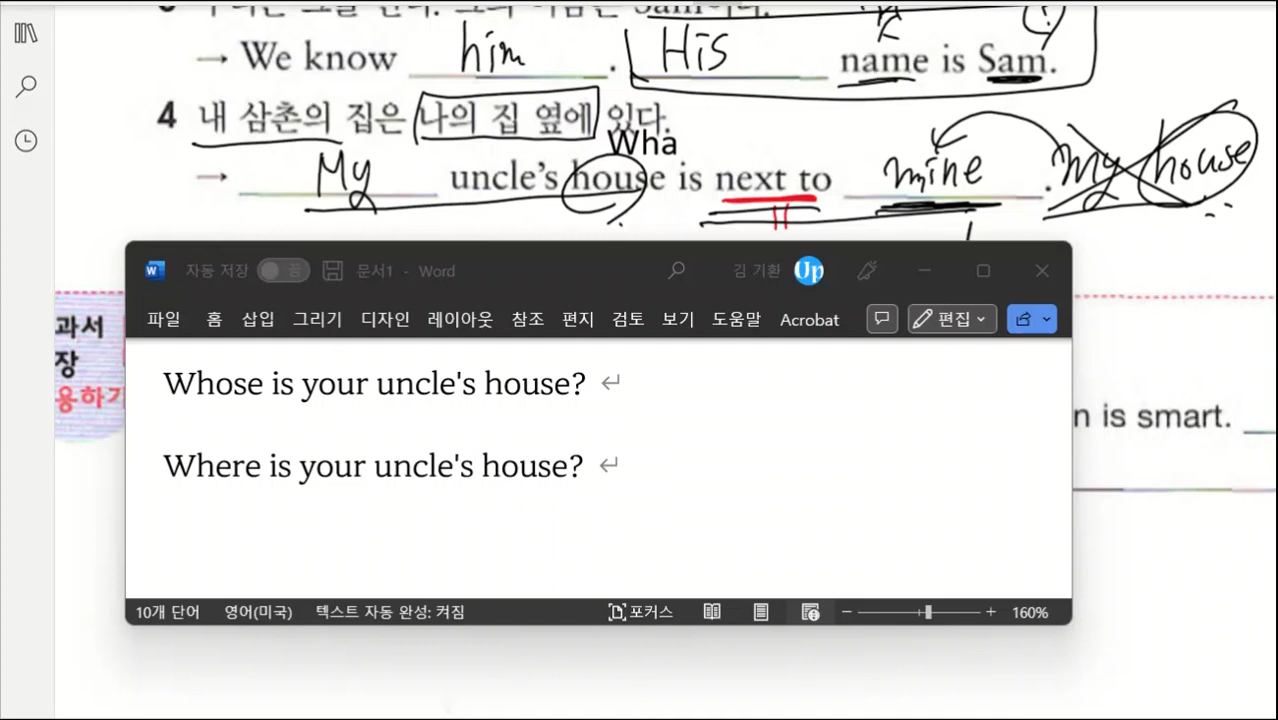 → We know him . His name is Sam.
4 내 삼촌의 집은 나의 집 옆에 있다.
Wha
→ My uncle's house is next to mine . My house
자동 저장 끔 문서1 - Word 김 기환 Up
파일 홈 삽입 그리기 디자인 레이아웃 참조 편지 검토 보기 도움말 Acrobat 편집
과서
장
용하기
Whose is your uncle's house? ↵
n is smart.
Where is your uncle's house? ↵
10개 단어 영어(미국) 텍스트 자동 완성: 켜짐 포커스 160%